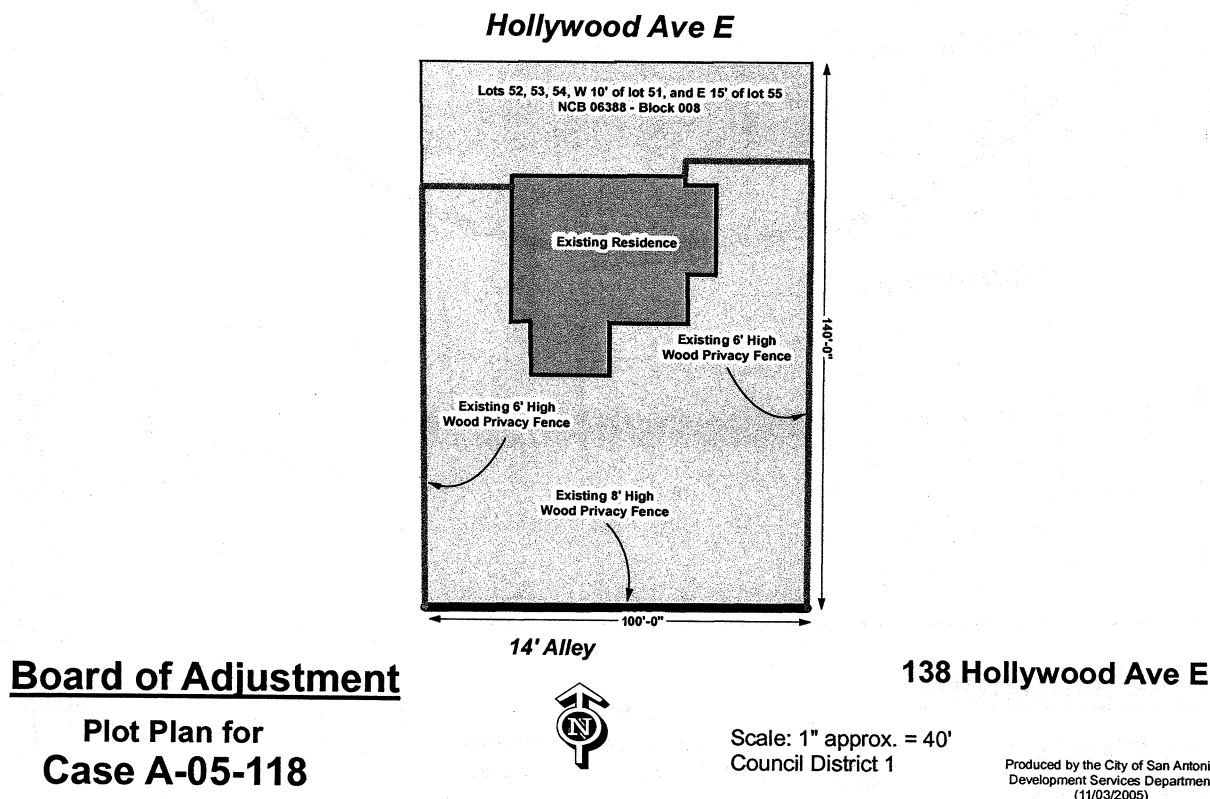 Hollywood Ave E
Lots 52, 53, 54, W 10' of lot 51, and E 15' of lot 55
NCB 06388 - Block 008
Existing Residence
140'-0"
Existing 6' High
Wood Privacy Fence
Existing 6' High
Wood Privacy Fence
Existing 8' High
Wood Privacy Fence
100'-0"
14' Alley
Board of Adjustment
Plot Plan for
Case A-05-118
N
138 Hollywood Ave E
Scale: 1" approx. = 40'
Council District 1
Produced by the City of San Antoni
Development Services Departmen
(11/03/2005)